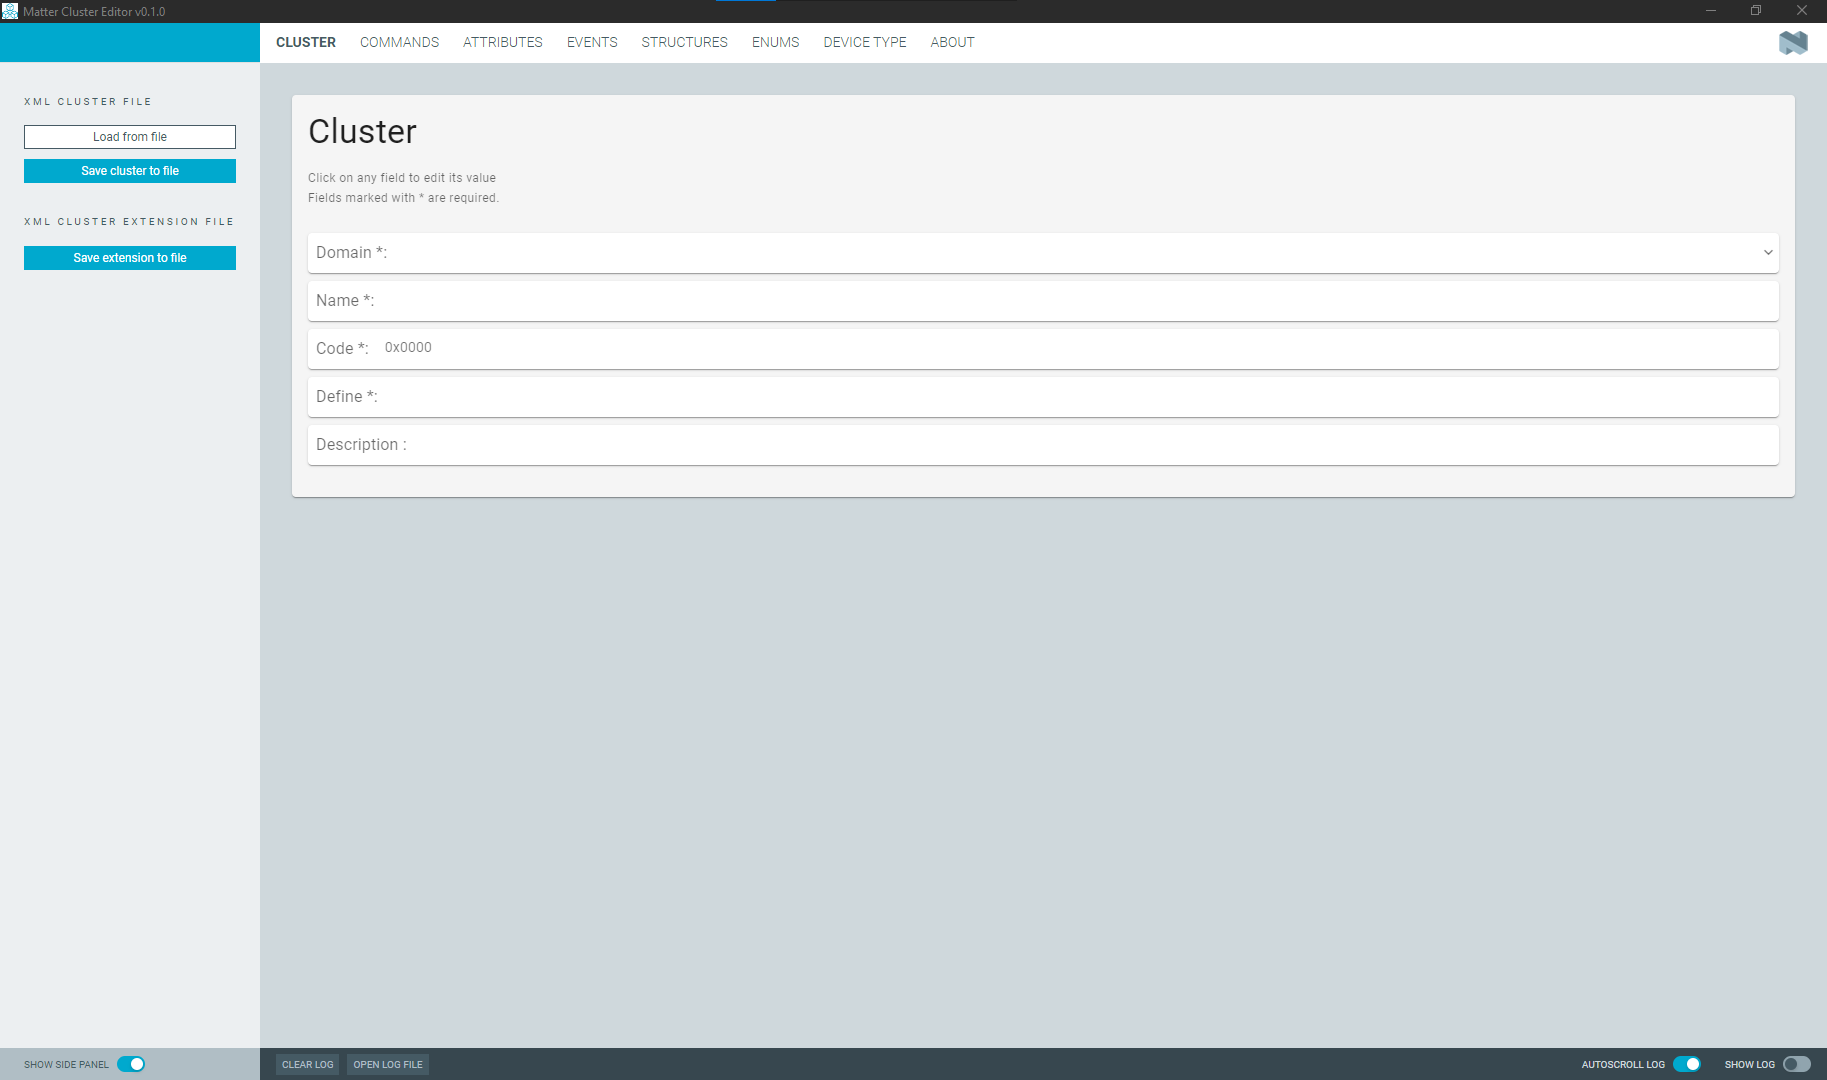 Matter Cluster Editor v0.1.0
CLUSTER COMMANDS ATTRIBUTES EVENTS STRUCTURES ENUMS DEVICE TYPE ABOUT
XML CLUSTER FILE
Load from file
Save cluster to file
XML CLUSTER EXTENSION FILE
Save extension to file
Cluster
Click on any field to edit its value
Fields marked with * are required.
Domain *:
Name *:
Code *: 0x0000
Define *:
Description :
SHOW SIDE PANEL CLEAR LOG OPEN LOG FILE AUTOSCROLL LOG SHOW LOG